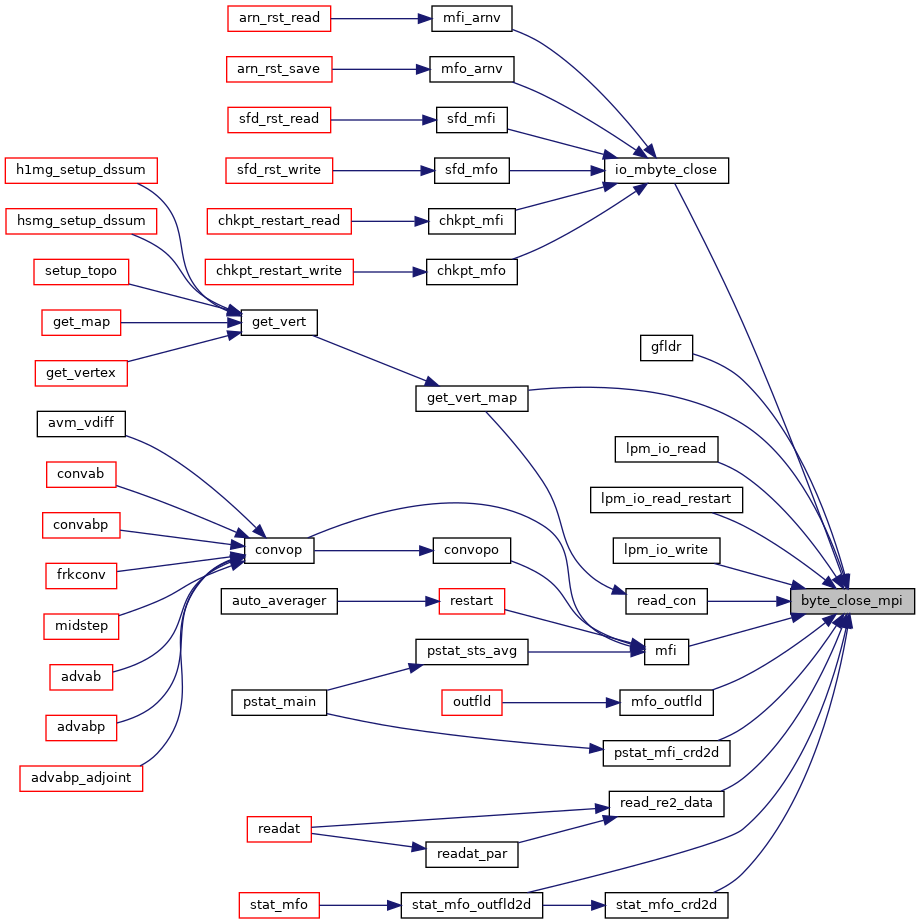 arn_rst_read
mfi_arnv
arn_rst_save
mfo_arnv
sfd_rst_read
sfd_mfi
h1mg_setup_dssum
sfd_rst_write
sfd_mfo
io_mbyte_close
hsmg_setup_dssum
chkpt_restart_read
chkpt_mfi
setup_topo
chkpt_restart_write
chkpt_mfo
get_map
get_vert
gfldr
get_vertex
get_vert_map
avm_vdiff
lpm_io_read
convab
lpm_io_read_restart
convabp
convop
convopo
lpm_io_write
frkconv
auto_averager
restart
read_con
byte_close_mpi
midstep
pstat_sts_avg
mfi
advab
pstat_main
outfld
mfo_outfld
advabp
pstat_mfi_crd2d
advabp_adjoint
read_re2_data
readat
readat_par
stat_mfo
stat_mfo_outfld2d
stat_mfo_crd2d